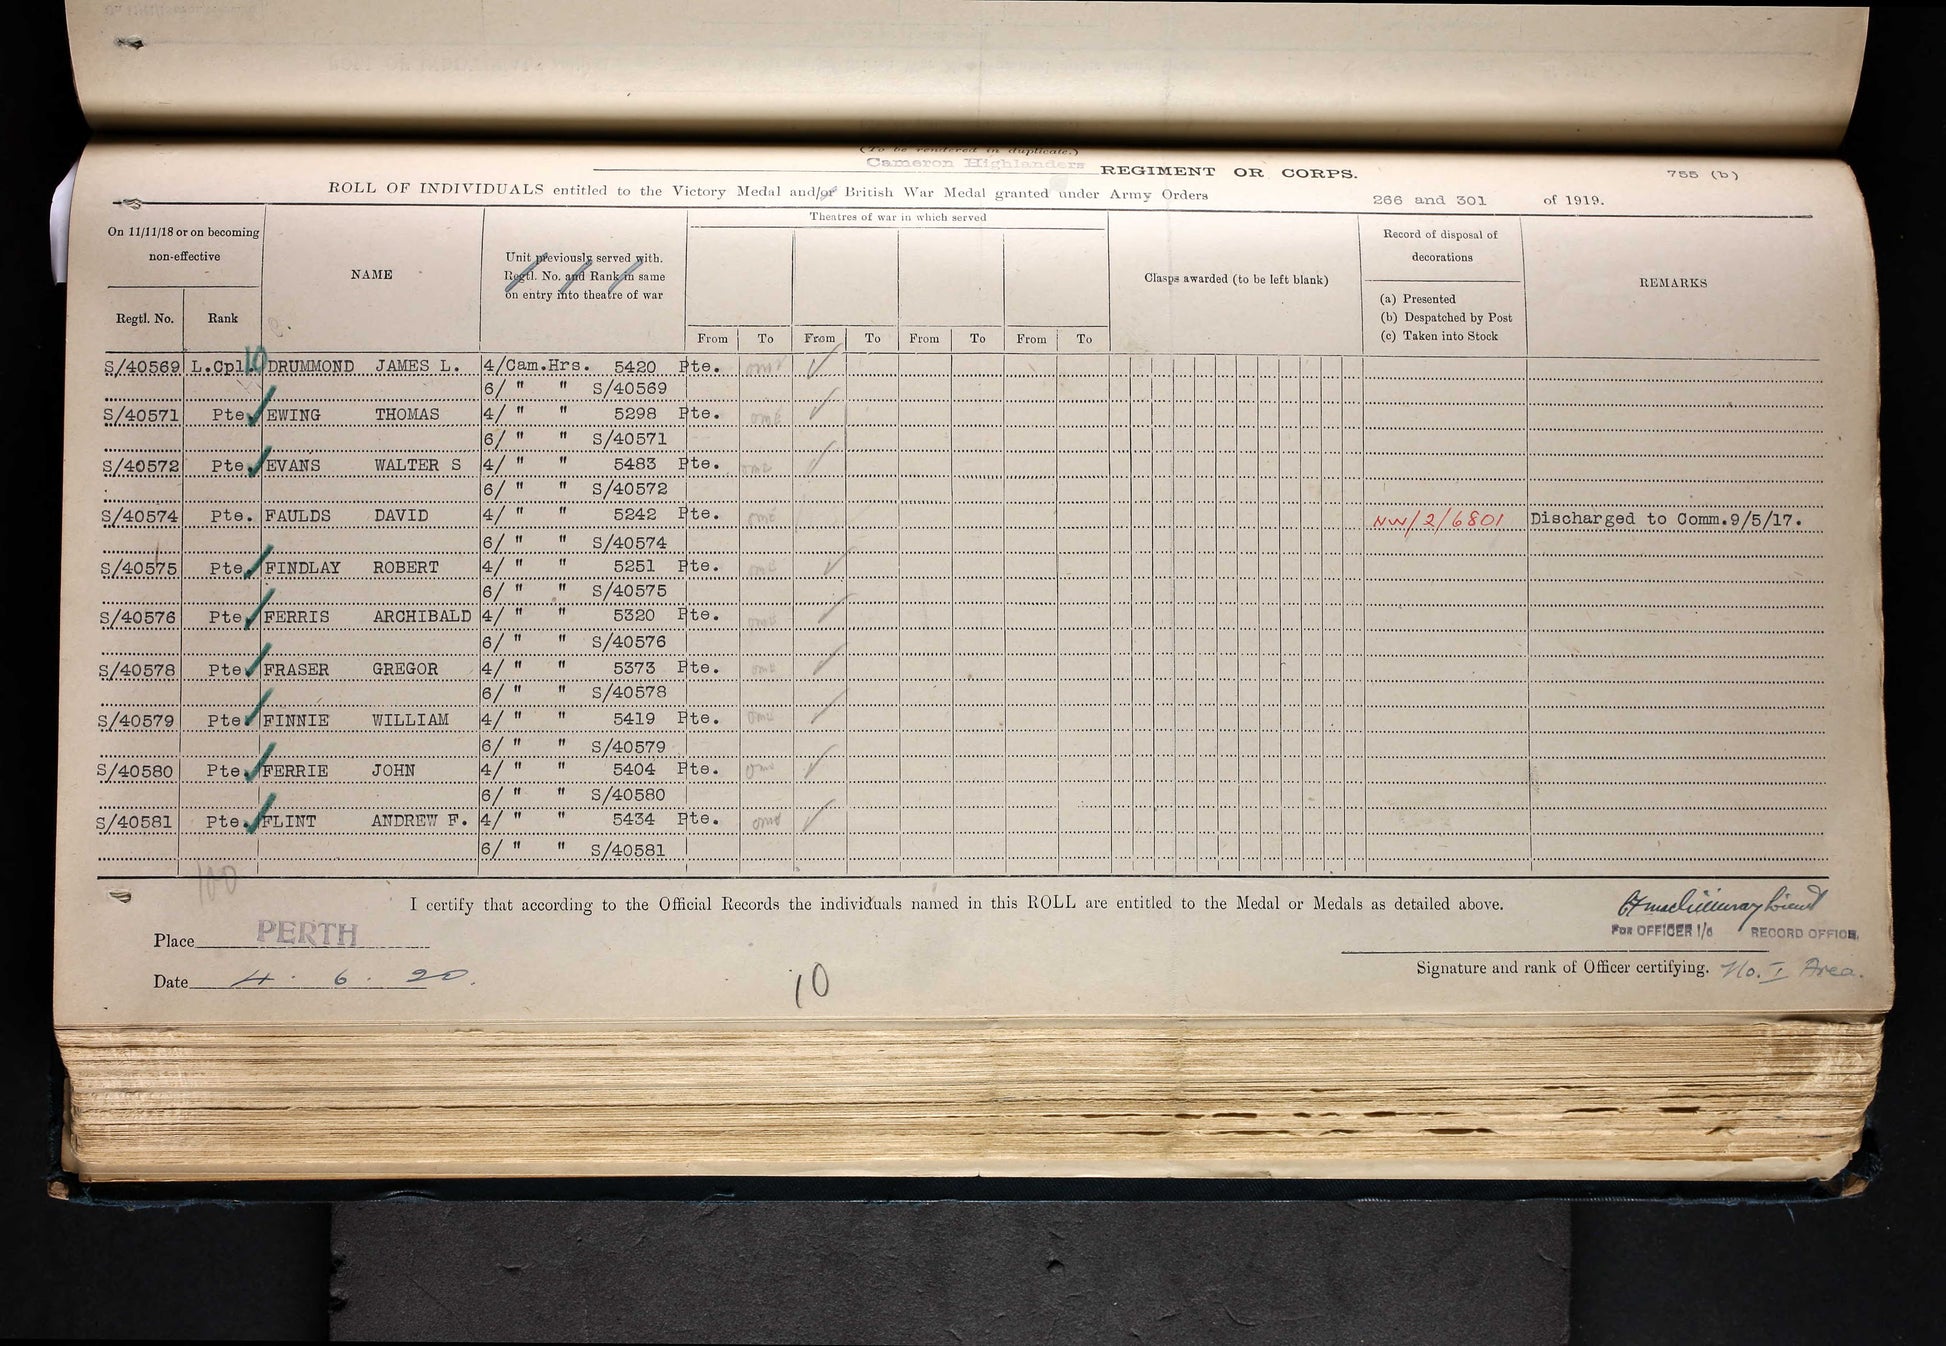 (To be rendered in duplicate.)
Cameron Highlanders REGIMENT OR CORPS. 755 (b)
ROLL OF INDIVIDUALS entitled to the Victory Medal and/or British War Medal granted under Army Orders 266 and 301 of 1919.
On 11/11/18 or on becoming non-effective
Regtl. No.
Rank
NAME
Unit previously served with. Regtl. No. and Rank in same on entry into theatre of war
Theatres of war in which served
From To From To From To From To
Clasps awarded (to be left blank)
Record of disposal of decorations
(a) Presented
(b) Despatched by Post
(c) Taken into Stock
REMARKS
S/40569 L.Cpl. 10 DRUMMOND JAMES L. 4/Cam.Hrs. 5420 Pte.
6/ " " S/40569
S/40571 Pte. EWING THOMAS 4/ " " 5298 Pte.
6/ " " S/40571
S/40572 Pte. EVANS WALTER S 4/ " " 5483 Pte.
6/ " " S/40572
S/40574 Pte. FAULDS DAVID 4/ " " 5242 Pte. NW/2/6801 Discharged to Comm.9/5/17.
6/ " " S/40574
S/40575 Pte. FINDLAY ROBERT 4/ " " 5251 Pte.
6/ " " S/40575
S/40576 Pte. FERRIS ARCHIBALD 4/ " " 5320 Pte.
6/ " " S/40576
S/40578 Pte. FRASER GREGOR 4/ " " 5373 Pte.
6/ " " S/40578
S/40579 Pte. FINNIE WILLIAM 4/ " " 5419 Pte.
6/ " " S/40579
S/40580 Pte. FERRIE JOHN 4/ " " 5404 Pte.
6/ " " S/40580
S/40581 Pte. FLINT ANDREW F. 4/ " " 5434 Pte.
6/ " " S/40581
I certify that according to the Official Records the individuals named in this ROLL are entitled to the Medal or Medals as detailed above.
Place PERTH
FOR OFFICER I/c RECORD OFFICE,
Date 4.6.20.
10
Signature and rank of Officer certifying. No. I Area.